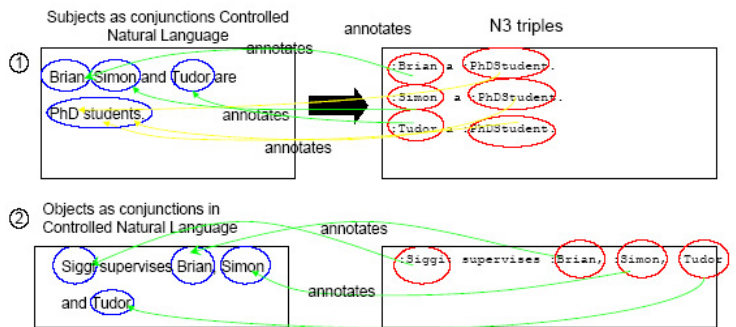 Subjects as conjunctions Controlled
Natural Language
annotates
N3 triples
annotates
1
Brian, Simon and Tudor are
PhD students.
annotates
annotates
:Brian a :PhDStudent.
:Simon a :PhDStudent.
:Tudor a :PhDStudent.
2
Objects as conjunctions in
Controlled Natural Language
annotates
Siggi supervises Brian, Simon
and Tudor.
annotates
:Siggi: supervises :Brian, :Simon, :Tudor